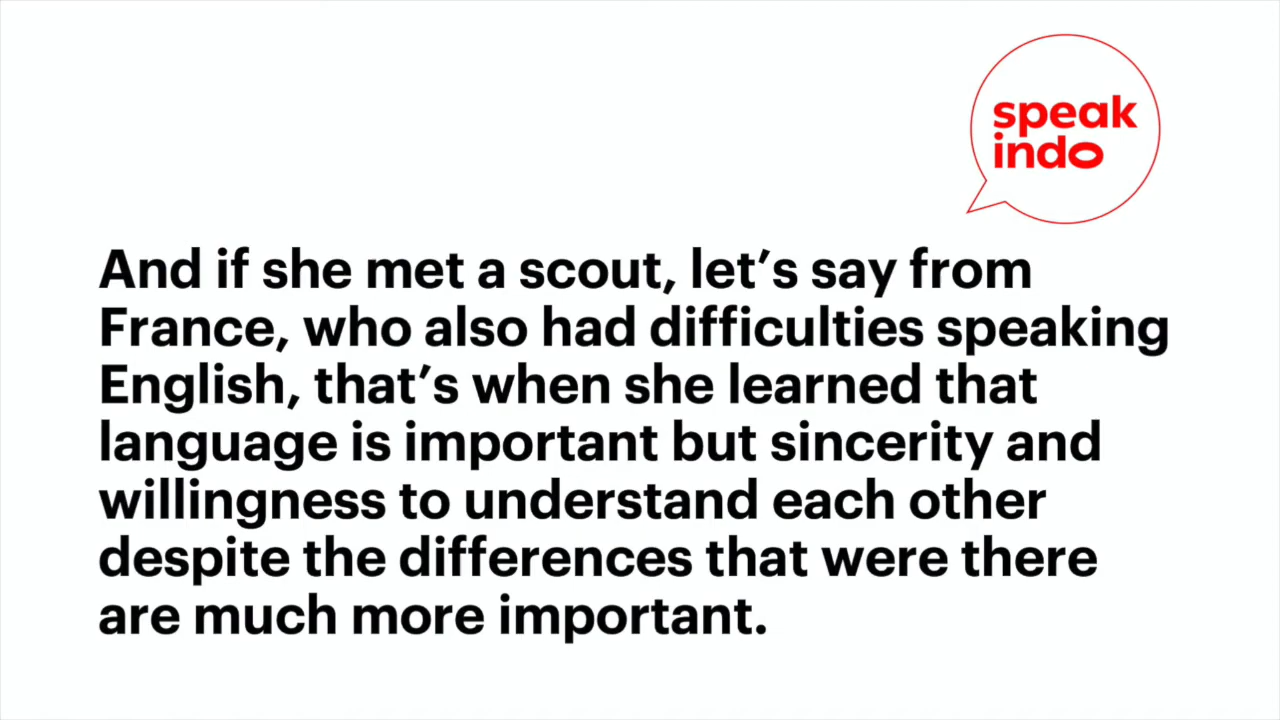 speak
indo
And if she met a scout, let’s say from
France, who also had difficulties speaking
English, that’s when she learned that
language is important but sincerity and
willingness to understand each other
despite the differences that were there
are much more important.